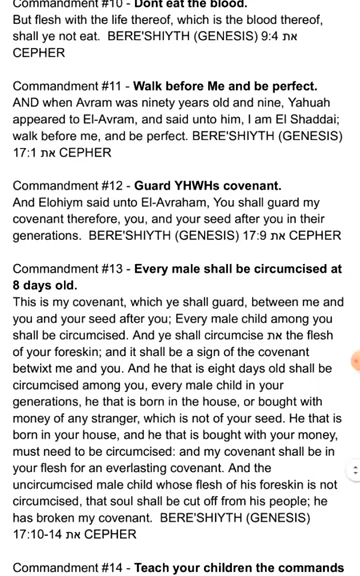 Commandment #10 - Dont eat the blood.
But flesh with the life thereof, which is the blood thereof,
shall ye not eat.  BERE'SHIYTH (GENESIS) 9:4 את
CEPHER
Commandment #11 - Walk before Me and be perfect.
AND when Avram was ninety years old and nine, Yahuah
appeared to El-Avram, and said unto him, I am El Shaddai;
walk before me, and be perfect. BERE'SHIYTH (GENESIS)
17:1 את CEPHER
Commandment #12 - Guard YHWHs covenant.
And Elohiym said unto El-Avraham, You shall guard my
covenant therefore, you, and your seed after you in their
generations.  BERE'SHIYTH (GENESIS) 17:9 את CEPHER
Commandment #13 - Every male shall be circumcised at
8 days old.
This is my covenant, which ye shall guard, between me and
you and your seed after you; Every male child among you
shall be circumcised. And ye shall circumcise את the flesh
of your foreskin; and it shall be a sign of the covenant
betwixt me and you. And he that is eight days old shall be
circumcised among you, every male child in your
generations, he that is born in the house, or bought with
money of any stranger, which is not of your seed. He that is
born in your house, and he that is bought with your money,
must need to be circumcised: and my covenant shall be in
your flesh for an everlasting covenant. And the
uncircumcised male child whose flesh of his foreskin is not
circumcised, that soul shall be cut off from his people; he
has broken my covenant.  BERE'SHIYTH (GENESIS)
17:10-14 את CEPHER
Commandment #14 - Teach your children the commands